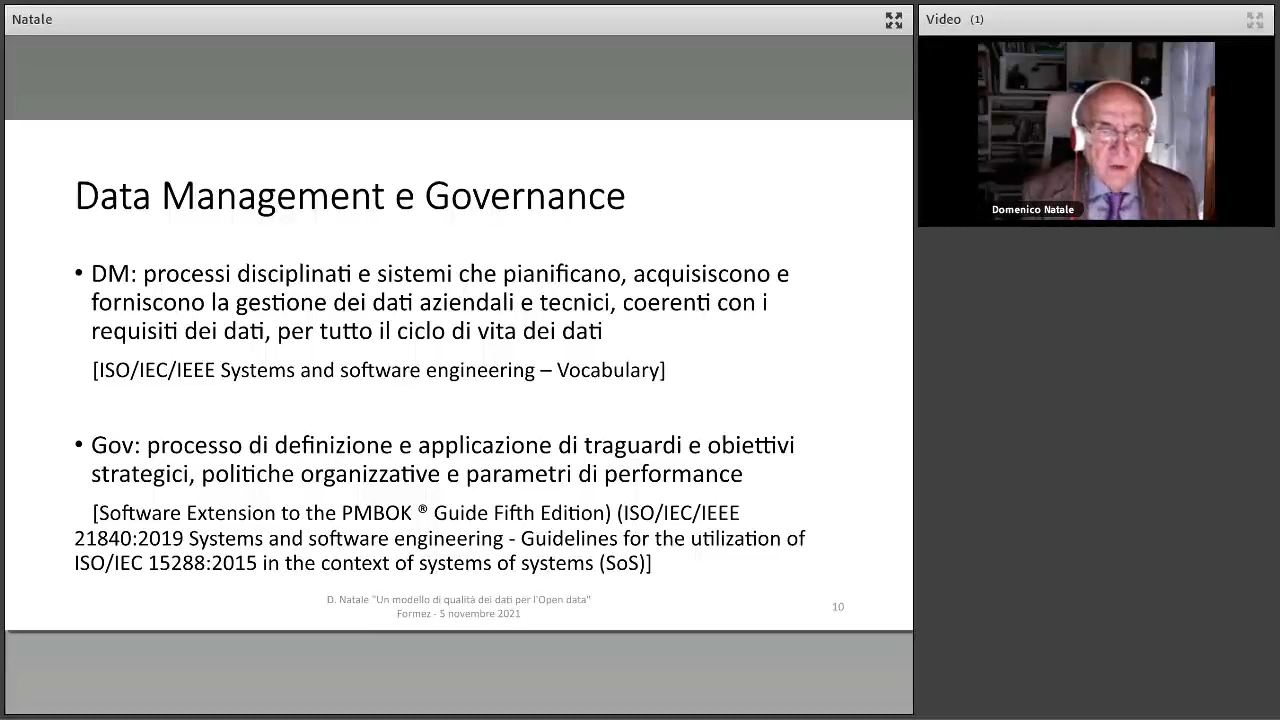 Natale
Video (1)
Domenico Natale
Data Management e Governance
• DM: processi disciplinati e sistemi che pianificano, acquisiscono e
forniscono la gestione dei dati aziendali e tecnici, coerenti con i
requisiti dei dati, per tutto il ciclo di vita dei dati
[ISO/IEC/IEEE Systems and software engineering – Vocabulary]
• Gov: processo di definizione e applicazione di traguardi e obiettivi
strategici, politiche organizzative e parametri di performance
[Software Extension to the PMBOK ® Guide Fifth Edition) (ISO/IEC/IEEE
21840:2019 Systems and software engineering - Guidelines for the utilization of
ISO/IEC 15288:2015 in the context of systems of systems (SoS)]
D. Natale "Un modello di qualità dei dati per l'Open data"
Formez - 5 novembre 2021
10